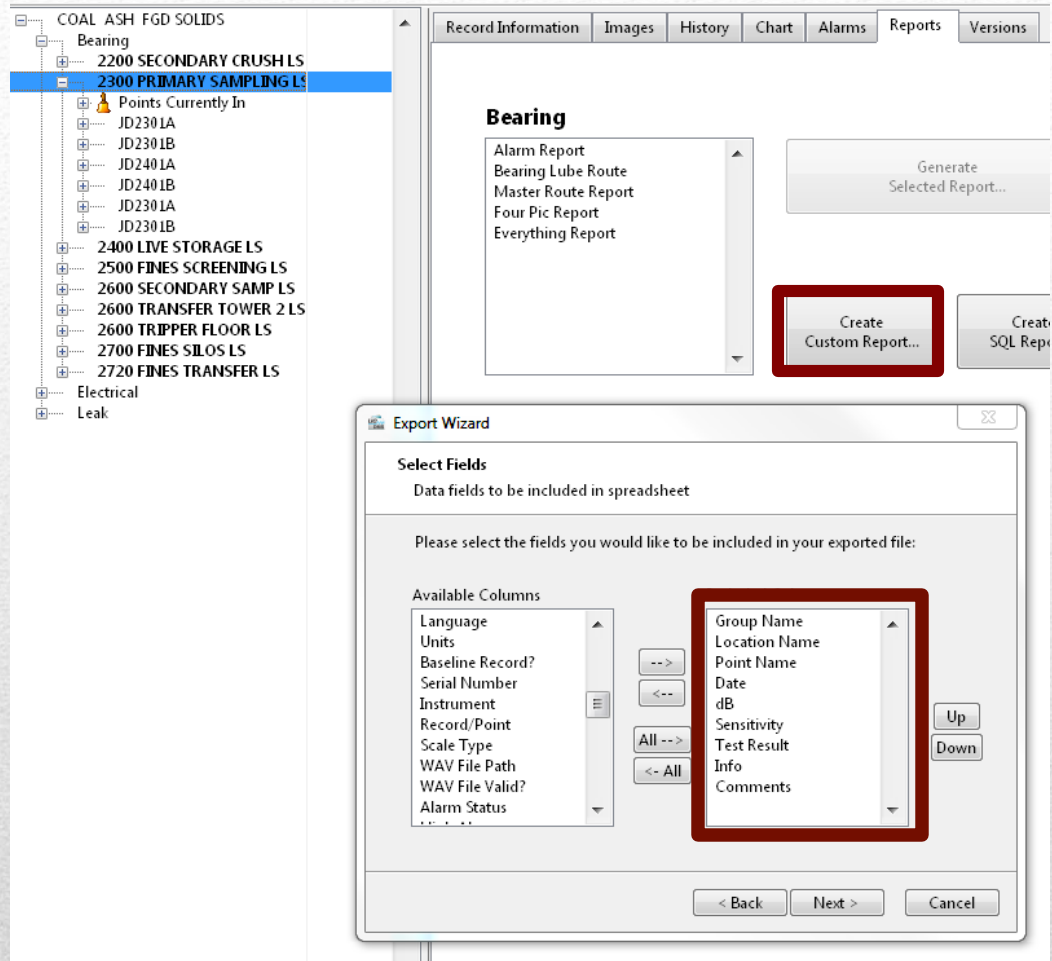 COAL ASH FGD SOLIDS
Bearing
2200 SECONDARY CRUSH LS
2300 PRIMARY SAMPLING LS
Points Currently In
JD2301A
JD2301B
JD2401A
JD2401B
JD2301A
JD2301B
2400 LIVE STORAGE LS
2500 FINES SCREENING LS
2600 SECONDARY SAMP LS
2600 TRANSFER TOWER 2 LS
2600 TRIPPER FLOOR LS
2700 FINES SILOS LS
2720 FINES TRANSFER LS
Electrical
Leak
Record Information Images History Chart Alarms Reports Versions
Bearing
Alarm Report
Bearing Lube Route
Master Route Report
Four Pic Report
Everything Report
Generate
Selected Report...
Create
Custom Report...
Create
SQL Repo
Export Wizard
Select Fields
Data fields to be included in spreadsheet
Please select the fields you would like to be included in your exported file:
Available Columns
Language
Units
Baseline Record?
Serial Number
Instrument
Record/Point
Scale Type
WAV File Path
WAV File Valid?
Alarm Status
-->
<--
All -->
<- All
Group Name
Location Name
Point Name
Date
dB
Sensitivity
Test Result
Info
Comments
Up
Down
< Back
Next >
Cancel